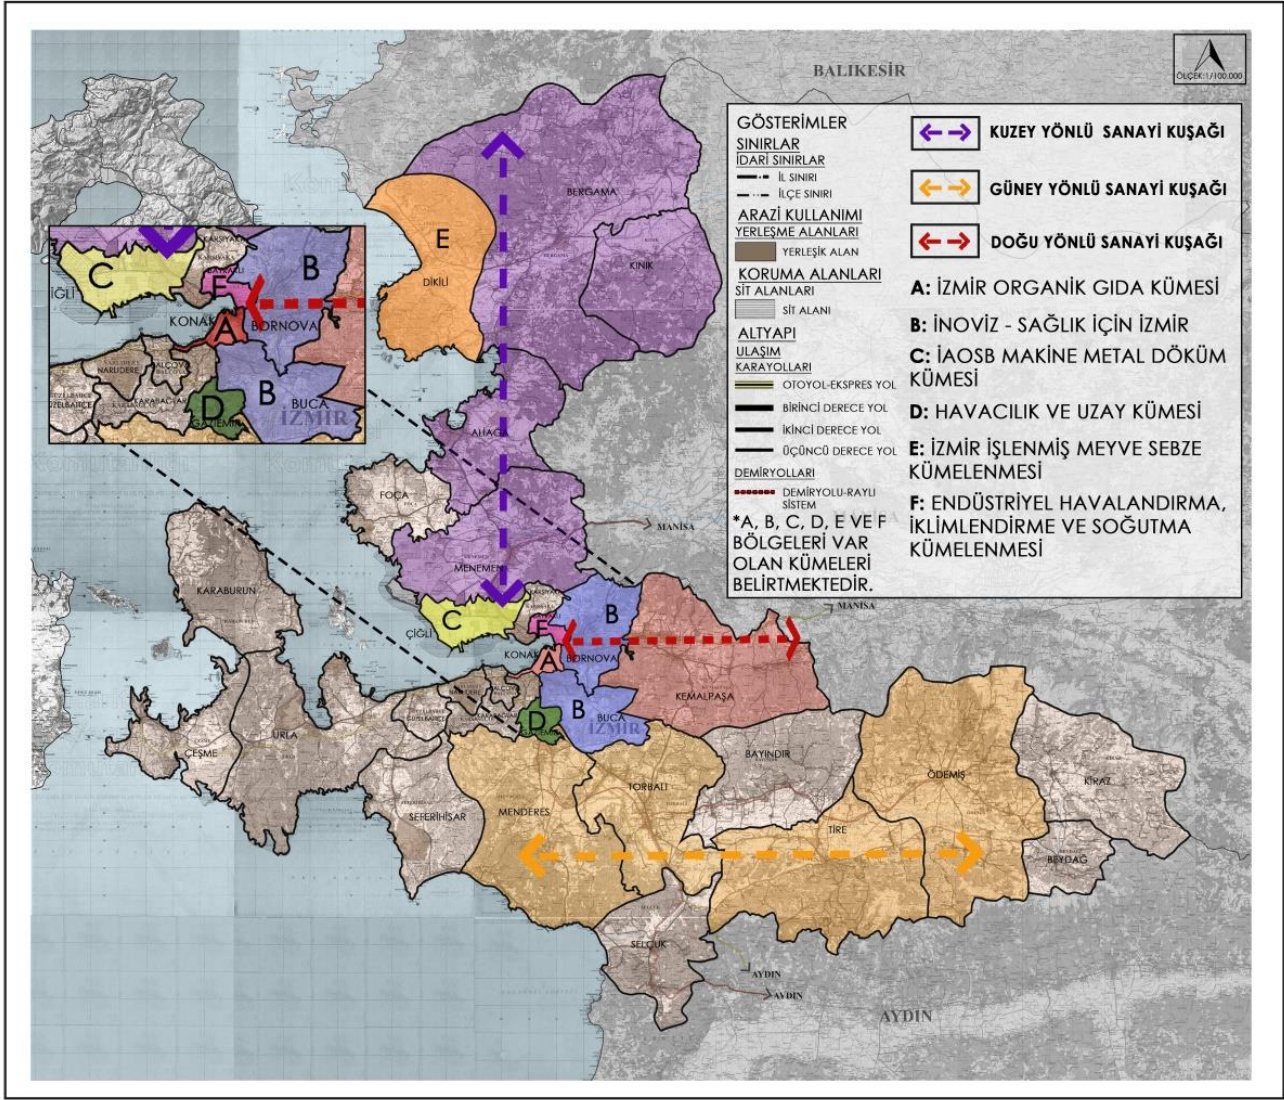 BALIKESİR
ÖLÇEK:1/100.000
GÖSTERİMLER
SINIRLAR
İDARİ SINIRLAR
İL SINIRI
İLÇE SINIRI
ARAZİ KULLANIMI
YERLEŞME ALANLARI
YERLEŞİK ALAN
KORUMA ALANLARI
SİT ALANLARI
SİT ALANI
ALTYAPI
ULAŞIM
KARAYOLLARI
OTOYOL-EKSPRES YOL
BİRİNCİ DERECE YOL
İKİNCİ DERECE YOL
ÜÇÜNCÜ DERECE YOL
DEMİRYOLLARI
DEMİRYOLU-RAYLI
SİSTEM
*A, B, C, D, E VE F
BÖLGELERİ VAR
OLAN KÜMELERİ
BELİRTMEKTEDİR.
KUZEY YÖNLÜ SANAYİ KUŞAĞI
GÜNEY YÖNLÜ SANAYİ KUŞAĞI
DOĞU YÖNLÜ SANAYİ KUŞAĞI
A: İZMİR ORGANİK GIDA KÜMESİ
B: İNOVİZ - SAĞLIK İÇİN İZMİR
C: İAOSB MAKİNE METAL DÖKÜM
KÜMESİ
D: HAVACILIK VE UZAY KÜMESİ
E: İZMİR İŞLENMİŞ MEYVE SEBZE
KÜMELENMESİ
F: ENDÜSTRİYEL HAVALANDIRMA,
İKLİMLENDİRME VE SOĞUTMA
KÜMELENMESİ
BERGAMA
KINIK
E
DİKİLİ
KARŞIYAKA
C
İĞLİ
F
B
KONAK
A
BORNOVA
NARLIDERE
BALÇOVA
KARABAĞLAR
B
D
BUCA
GAZİEMİR
İZMİR
ALİAĞA
FOÇA
MANİSA
MENEMEN
KARABURUN
C
ÇİĞLİ
F
B
MANİSA
KONAK
A
BORNOVA
KEMALPAŞA
D
B
BUCA
İZMİR
ÇEŞME
URLA
BAYINDIR
ÖDEMİŞ
KİRAZ
TORBALI
MENDERES
SEFERİHİSAR
TİRE
BEYDAĞ
SELÇUK
AYDIN
AYDIN
AYDIN